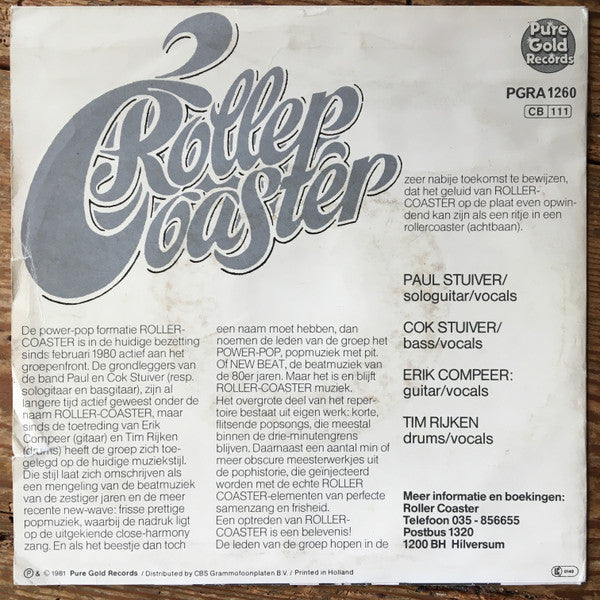 Roller
Coaster
Pure
Gold
Records
PGRA 1260
CB 111
De power-pop formatie ROLLER-
COASTER is in de huidige bezetting
sinds februari 1980 actief aan het
groepenfront. De grondleggers van
de band Paul en Cok Stuiver (resp.
sologitaar en basgitaar), zijn al
langere tijd actief geweest onder de
naam ROLLER-COASTER, maar
sinds de toetreding van Erik
Compeer (gitaar) en Tim Rijken
(drums) heeft de groep zich toe-
gelegd op de huidige muziekstijl.
Die stijl laat zich omschrijven als
een mengeling van de beatmuziek
van de zestiger jaren en de meer
recente new-wave: frisse prettige
popmuziek, waarbij de nadruk ligt
op de uitgekiende close-harmony
zang. En als het beestje dan toch
een naam moet hebben, dan
noemen de leden van de groep het
POWER-POP, popmuziek met pit.
Of NEW BEAT, de beatmuziek van
de 80er jaren. Maar het is en blijft
ROLLER-COASTER muziek.
Het overgrote deel van het reper-
toire bestaat uit eigen werk: korte,
flitsende popsongs, die meestal
binnen de drie-minutengrens
blijven. Daarnaast een aantal min of
meer obscure meesterwerkjes uit
de pophistorie, die geïnjecteerd
worden met de echte ROLLER
COASTER-elementen van perfecte
samenzang en frisheid.
Een optreden van ROLLER-
COASTER is een belevenis!
De leden van de groep hopen in de
zeer nabije toekomst te bewijzen,
dat het geluid van ROLLER-
COASTER op de plaat even opwin-
dend kan zijn als een ritje in een
rollercoaster (achtbaan).
PAUL STUIVER/
sologuitar/vocals
COK STUIVER/
bass/vocals
ERIK COMPEER:
guitar/vocals
TIM RIJKEN
drums/vocals
Meer informatie en boekingen:
Roller Coaster
Telefoon 035 - 856655
Postbus 1320
1200 BH Hilversum
℗ & © 1981 Pure Gold Records / Distributed by CBS Grammofoonplaten B.V. / Printed in Holland